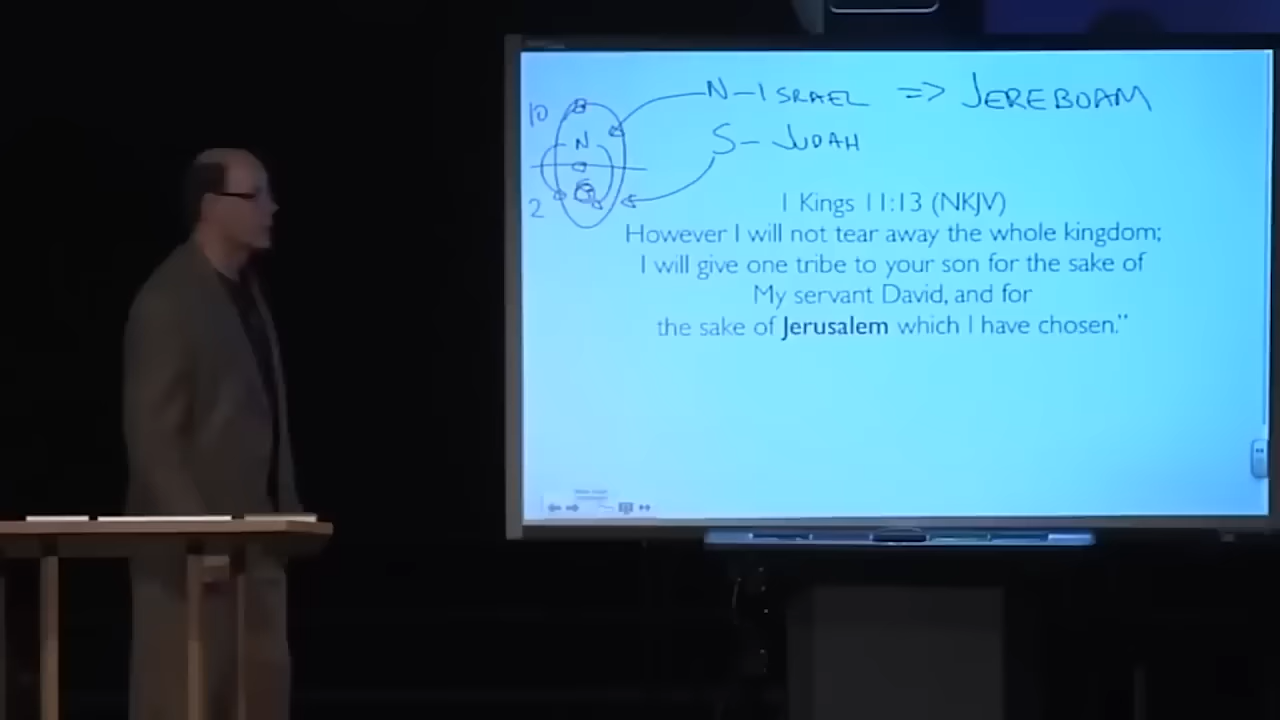 10 N-ISRAEL => JEREBOAM
N
S- JUDAH
2
1 Kings 11:13 (NKJV)
However I will not tear away the whole kingdom;
I will give one tribe to your son for the sake of
My servant David, and for
the sake of Jerusalem which I have chosen."